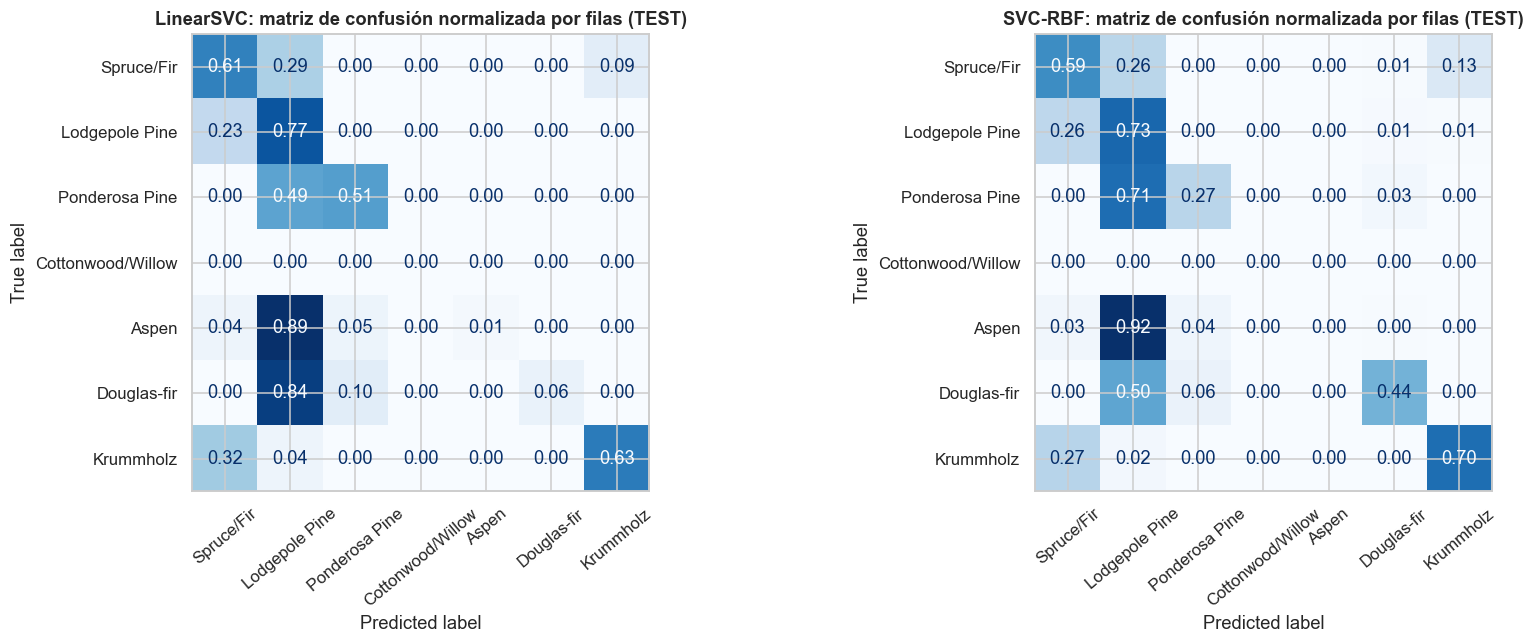 LinearSVC: matriz de confusión normalizada por filas (TEST)
Spruce/Fir 0.61 0.29 0.00 0.00 0.00 0.00 0.09
Lodgepole Pine 0.23 0.77 0.00 0.00 0.00 0.00 0.00
Ponderosa Pine 0.00 0.49 0.51 0.00 0.00 0.00 0.00
Cottonwood/Willow 0.00 0.00 0.00 0.00 0.00 0.00 0.00
Aspen 0.04 0.89 0.05 0.00 0.01 0.00 0.00
Douglas-fir 0.00 0.84 0.10 0.00 0.00 0.06 0.00
Krummholz 0.32 0.04 0.00 0.00 0.00 0.00 0.63
True label
Spruce/Fir Lodgepole Pine Ponderosa Pine Cottonwood/Willow Aspen Douglas-fir Krummholz
Predicted label
SVC-RBF: matriz de confusión normalizada por filas (TEST)
Spruce/Fir 0.59 0.26 0.00 0.00 0.00 0.01 0.13
Lodgepole Pine 0.26 0.73 0.00 0.00 0.00 0.01 0.01
Ponderosa Pine 0.00 0.71 0.27 0.00 0.00 0.03 0.00
Cottonwood/Willow 0.00 0.00 0.00 0.00 0.00 0.00 0.00
Aspen 0.03 0.92 0.04 0.00 0.00 0.00 0.00
Douglas-fir 0.00 0.50 0.06 0.00 0.00 0.44 0.00
Krummholz 0.27 0.02 0.00 0.00 0.00 0.00 0.70
True label
Spruce/Fir Lodgepole Pine Ponderosa Pine Cottonwood/Willow Aspen Douglas-fir Krummholz
Predicted label